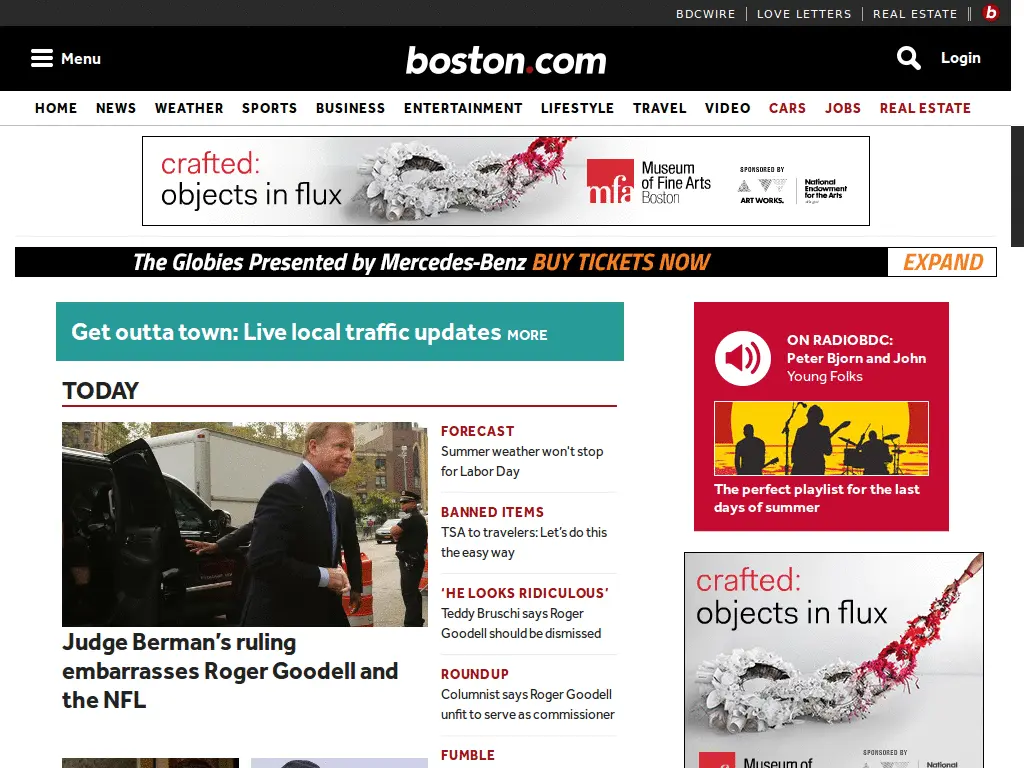 BDCWIRE
LOVE LETTERS
REAL ESTATE
b
Menu
boston.com
Login
HOME NEWS WEATHER SPORTS BUSINESS ENTERTAINMENT LIFESTYLE TRAVEL VIDEO CARS JOBS REAL ESTATE
crafted:
objects in flux
mfa
Museum
of Fine Arts
Boston
SPONSORED BY
ART WORKS.
National
Endowment
for the Arts
The Globies Presented by Mercedes-Benz BUY TICKETS NOW
EXPAND
Get outta town: Live local traffic updates MORE
TODAY
Judge Berman’s ruling
embarrasses Roger Goodell and
the NFL
FORECAST
Summer weather won’t stop
for Labor Day
BANNED ITEMS
TSA to travelers: Let’s do this
the easy way
‘HE LOOKS RIDICULOUS’
Teddy Bruschi says Roger
Goodell should be dismissed
ROUNDUP
Columnist says Roger Goodell
unfit to serve as commissioner
FUMBLE
ON RADIOBDC:
Peter Bjorn and John
Young Folks
The perfect playlist for the last
days of summer
crafted:
objects in flux
Museum of
SPONSORED BY
National